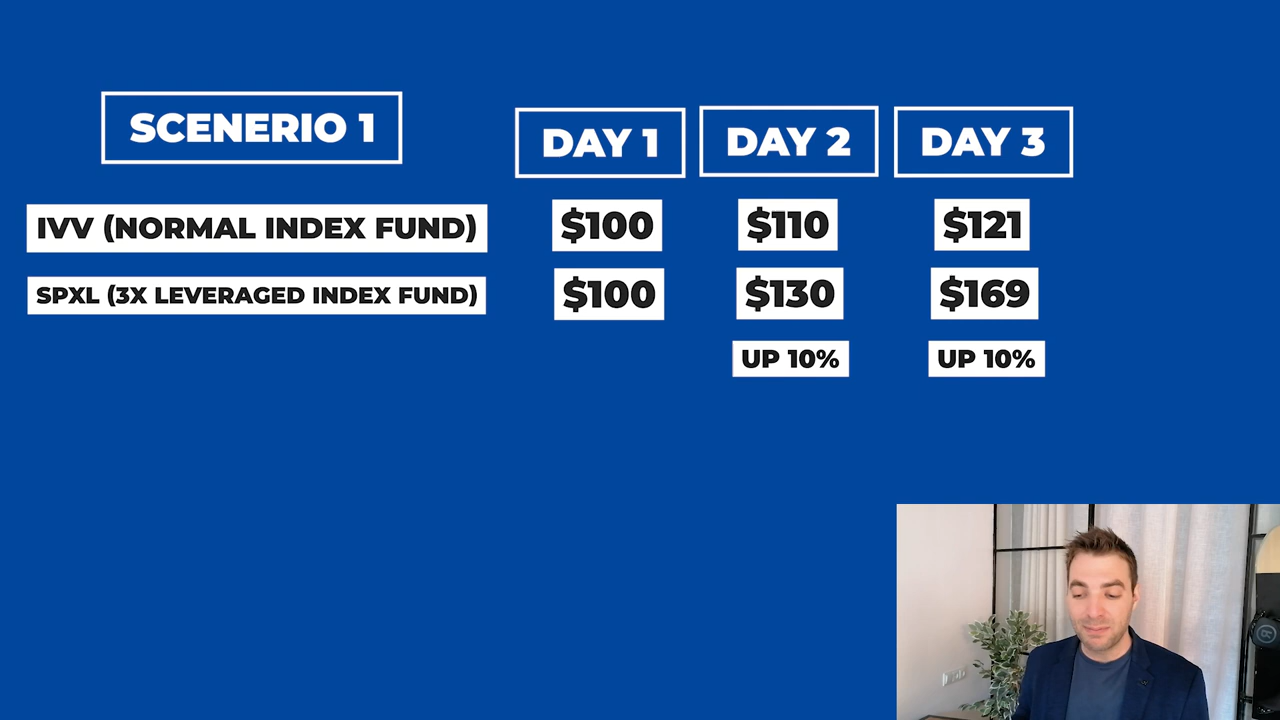 SCENERIO 1
DAY 1 DAY 2 DAY 3
IVV (NORMAL INDEX FUND) $100 $110 $121
SPXL (3X LEVERAGED INDEX FUND) $100 $130 $169
UP 10% UP 10%